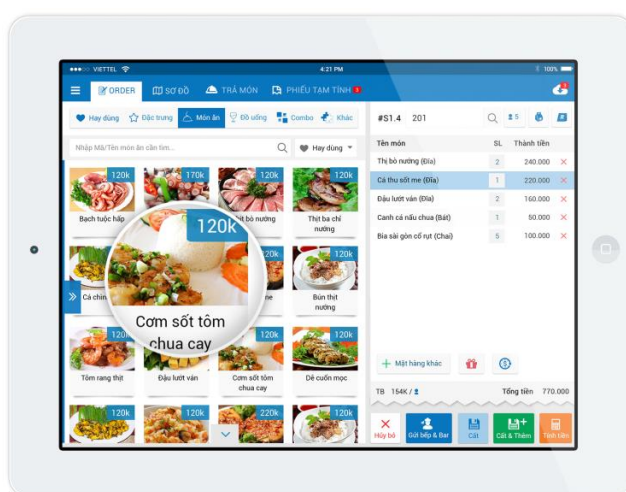 VIETTEL
4:21 PM
100%
ORDER
SƠ ĐỒ
TRẢ MÓN
PHIẾU TẠM TÍNH
Hay dùng
Đặc trưng
Món ăn
Đồ uống
Combo
Khác
#S1.4 201
5
Nhập Mã/Tên món ăn cần tìm...
Hay dùng
Tên món SL Thành tiền
Thịt bò nướng (Đĩa) 2 240.000
Cá thu sốt me (Đĩa) 1 220.000
Đậu lướt ván (Đĩa) 2 160.000
Canh cá nấu chua (Bát) 1 50.000
Bia sài gòn cổ rụt (Chai) 5 100.000
120k
170k
120k
120k
Bạch tuộc hấp
bò nướng
Thịt ba chỉ
nướng
120k
220k
120k
Cá
me
Bún thịt
nướng
Cơm sốt tôm
chua cay
120k
120k
120k
Tôm rang thịt
Đậu lướt ván
Cơm sốt tôm
chua cay
Dê cuốn mọc
120k
120k
220k
120k
+ Mặt hàng khác
TB 154K/
Tổng tiền 770.000
Hủy bỏ
Gửi bếp & Bar
Cất
Cất & Thêm
Tính tiền